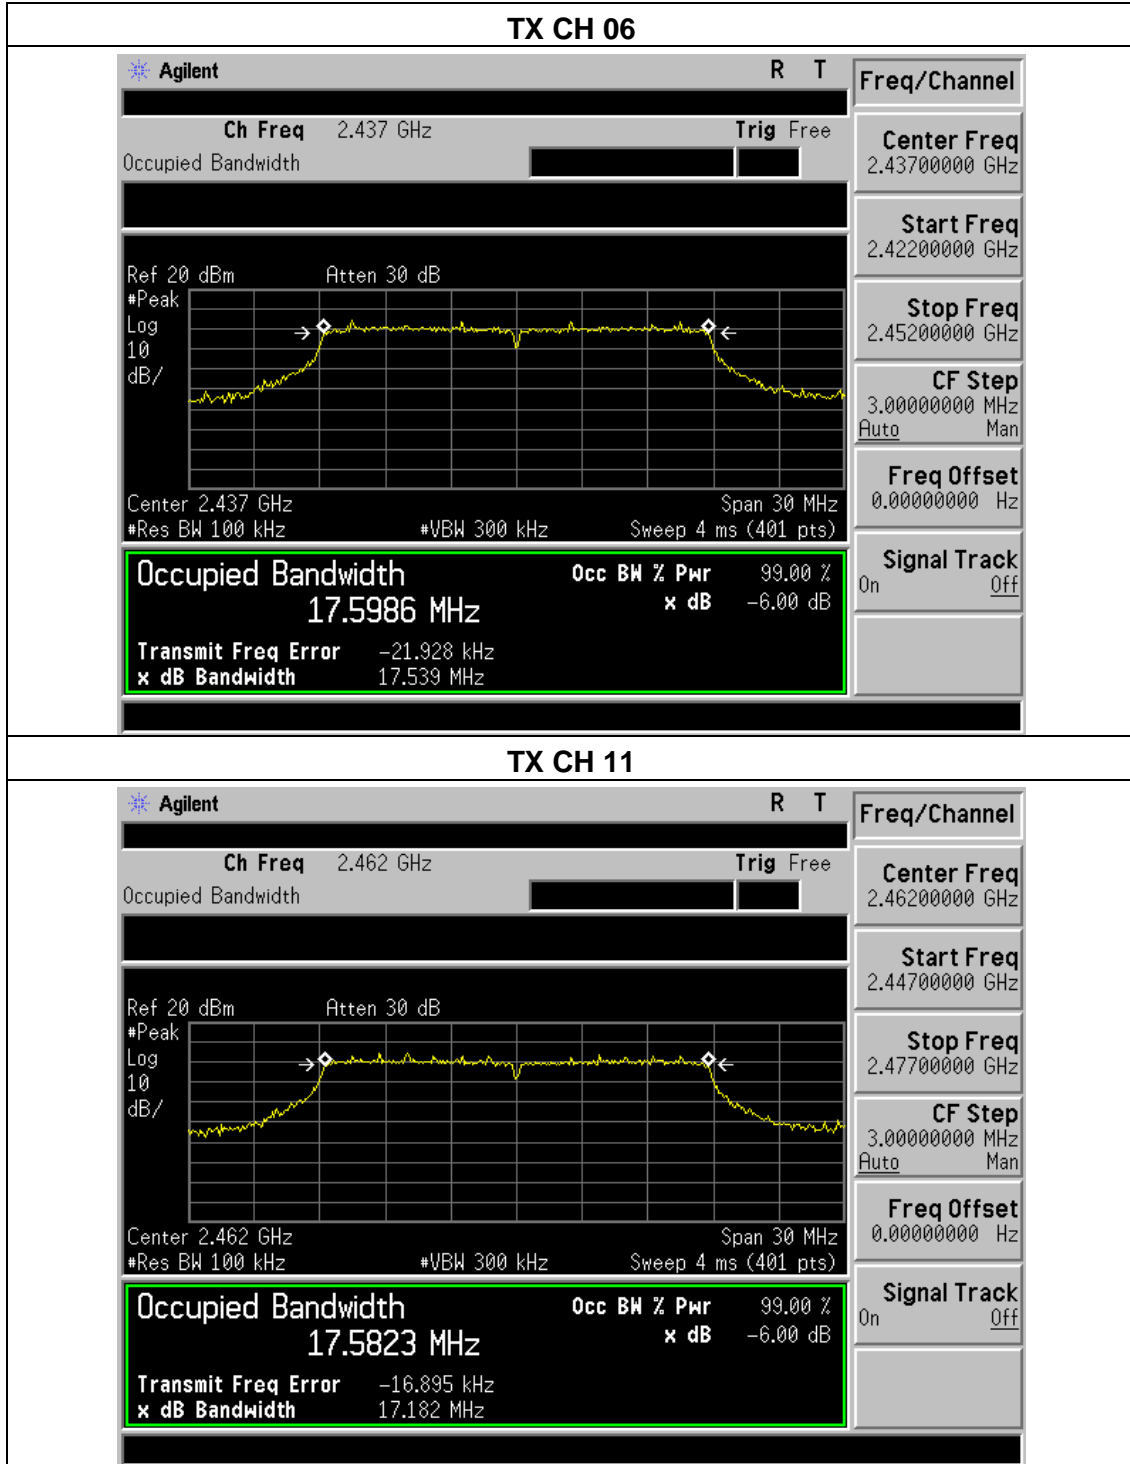 TX CH 06
Agilent R T
Freq/Channel
Ch Freq 2.437 GHz Trig Free
Occupied Bandwidth
Center Freq
2.43700000 GHz
Start Freq
2.42200000 GHz
Stop Freq
2.45200000 GHz
CF Step
3.00000000 MHz
Auto Man
Freq Offset
0.00000000 Hz
Signal Track
On Off
Ref 20 dBm Atten 30 dB
#Peak
Log
10
dB/
Center 2.437 GHz Span 30 MHz
#Res BW 100 kHz #VBW 300 kHz Sweep 4 ms (401 pts)
Occupied Bandwidth Occ BW % Pwr 99.00 %
17.5986 MHz x dB -6.00 dB
Transmit Freq Error -21.928 kHz
x dB Bandwidth 17.539 MHz
TX CH 11
Agilent R T
Freq/Channel
Ch Freq 2.462 GHz Trig Free
Occupied Bandwidth
Center Freq
2.46200000 GHz
Start Freq
2.44700000 GHz
Stop Freq
2.47700000 GHz
CF Step
3.00000000 MHz
Auto Man
Freq Offset
0.00000000 Hz
Signal Track
On Off
Ref 20 dBm Atten 30 dB
#Peak
Log
10
dB/
Center 2.462 GHz Span 30 MHz
#Res BW 100 kHz #VBW 300 kHz Sweep 4 ms (401 pts)
Occupied Bandwidth Occ BW % Pwr 99.00 %
17.5823 MHz x dB -6.00 dB
Transmit Freq Error -16.895 kHz
x dB Bandwidth 17.182 MHz